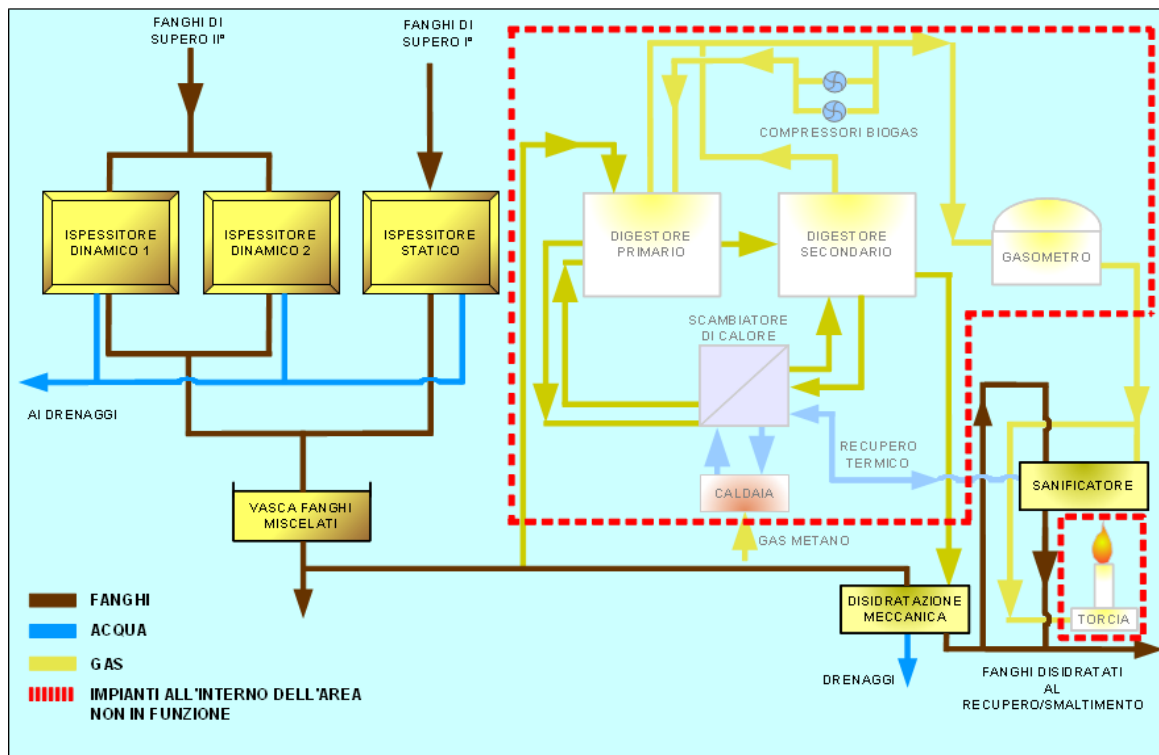 FANGHI DI
SUPERO IIº
FANGHI DI
SUPERO Iº
COMPRESSORI BIOGAS
ISPESSITORE
DINAMICO 1
ISPESSITORE
DINAMICO 2
ISPESSITORE
STATICO
DIGESTORE
PRIMARIO
DIGESTORE
SECONDARIO
GASOMETRO
SCAMBIATORE
DI CALORE
AI DRENAGGI
RECUPERO
TERMICO
SANIFICATORE
CALDAIA
VASCA FANGHI
MISCELATI
GAS METANO
DISIDRATAZIONE
MECCANICA
TORCIA
FANGHI
ACQUA
GAS
IMPIANTI ALL'INTERNO DELL'AREA
NON IN FUNZIONE
DRENAGGI
FANGHI DISIDRATATI
AL
RECUPERO/SMALTIMENTO